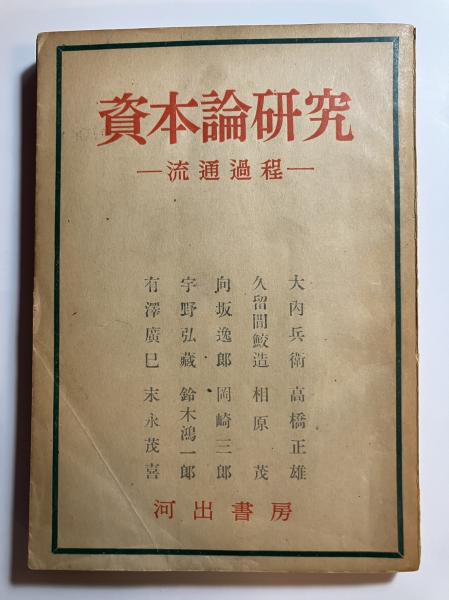 資本論研究
―流通過程―
大內兵衛 高橋正雄
久留間鮫造 相原茂
向坂逸郎 岡崎三郎
宇野弘藏 鈴木鴻一郎
有澤廣巳 末永茂喜
河出書房